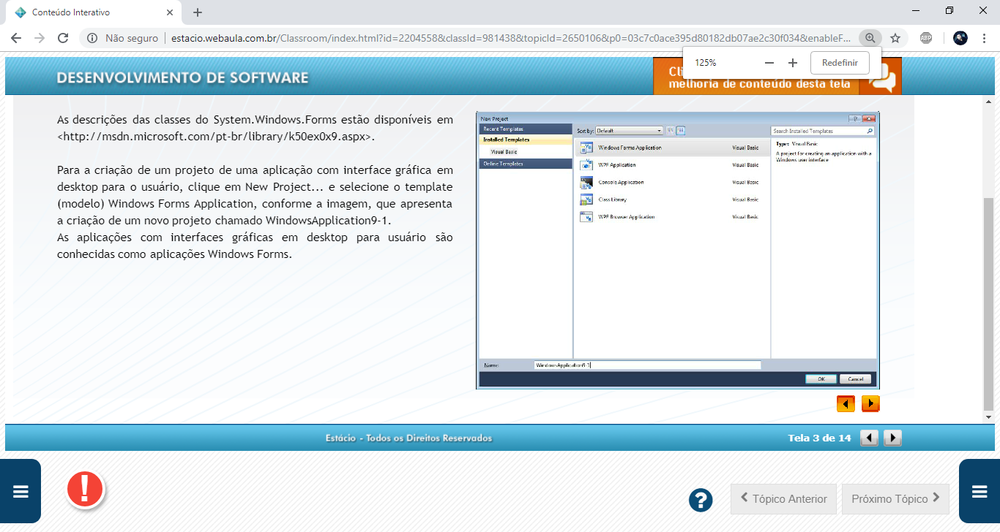 Conteúdo Interativo
Não seguro
estacio.webaula.com.br/Classroom/index.html?id=2204558&classId=981438&topicId=2650106&p0=03c7c0ace395d80182db07ae2c30f034&enableF...
ABP
125%
Redefinir
DESENVOLVIMENTO DE SOFTWARE
Cli
melhoria de conteúdo desta tela
As descrições das classes do System.Windows.Forms estão disponíveis em
<http://msdn.microsoft.com/pt-br/library/k50ex0x9.aspx>.
Para a criação de um projeto de uma aplicação com interface gráfica em
desktop para o usuário, clique em New Project... e selecione o template
(modelo) Windows Forms Application, conforme a imagem, que apresenta
a criação de um novo projeto chamado WindowsApplication9-1.
As aplicações com interfaces gráficas em desktop para usuário são
conhecidas como aplicações Windows Forms.
New Project
Recent Templates
Installed Templates
Visual Basic
Online Templates
Sort by: Default
Windows Forms Application Visual Basic
WPF Application Visual Basic
Console Application Visual Basic
Class Library Visual Basic
WPF Browser Application Visual Basic
Search Installed Templates
Type: Visual Basic
A project for creating an application with a
Windows user interface
Name: WindowsApplication9-1
OK Cancel
Estácio - Todos os Direitos Reservados
Tela 3 de 14
Tópico Anterior
Próximo Tópico